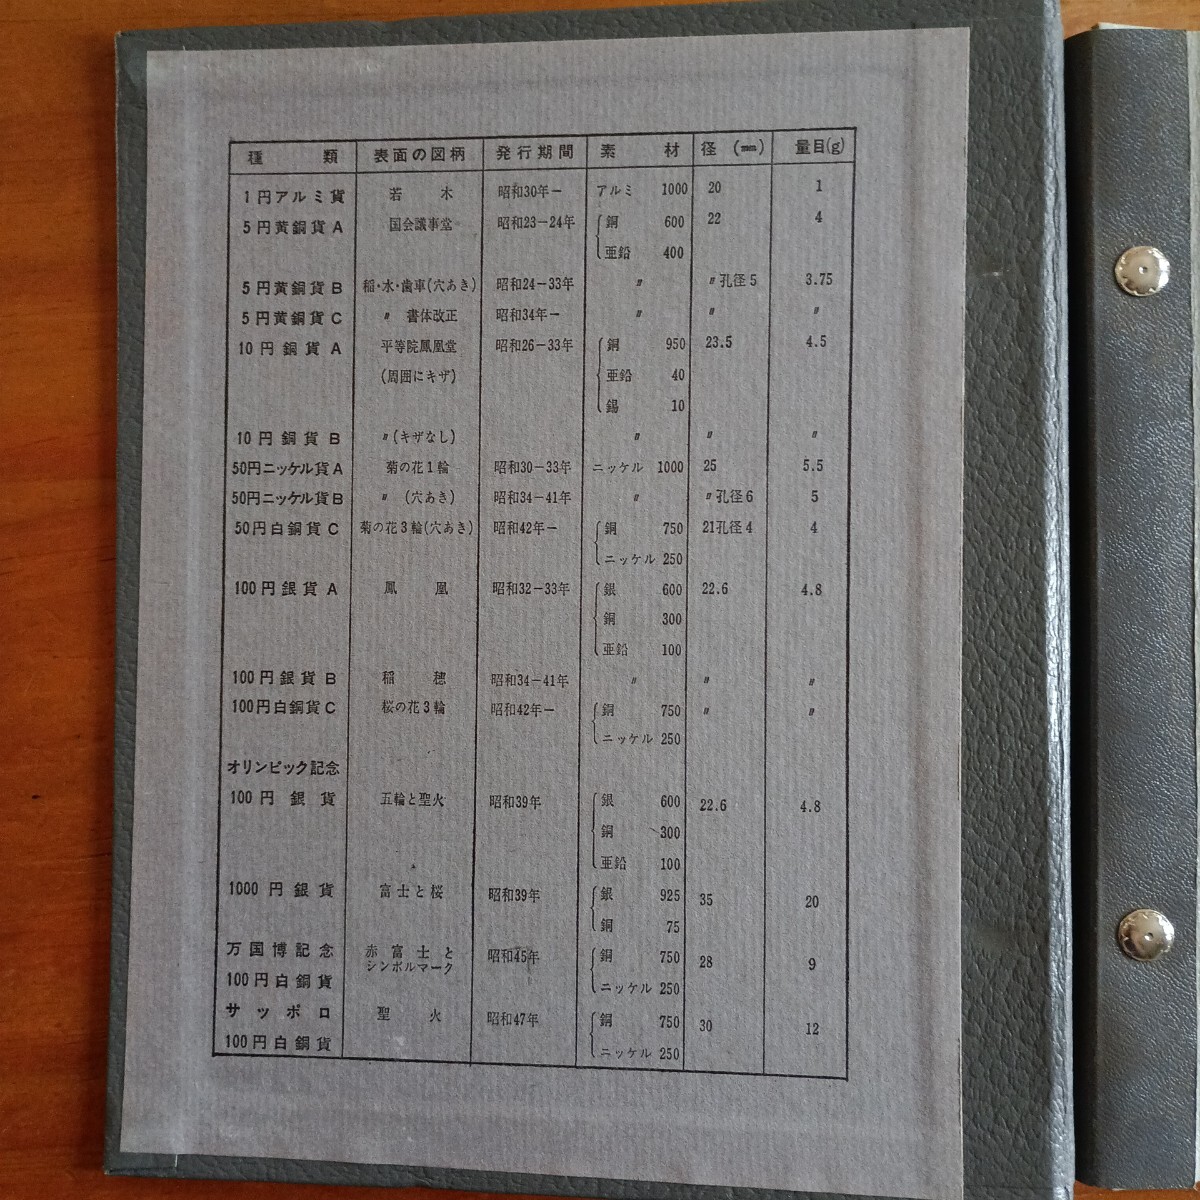 種類 表面の図柄 発行期間 素材 径(mm) 量目(g)
1円アルミ貨 若木 昭和30年− アルミ 1000 20 1
5円黄銅貨A 国会議事堂 昭和23−24年 銅 600 22 4
亜鉛 400
5円黄銅貨B 稲・水・歯車(穴あき) 昭和24−33年 〃 〃孔径5 3.75
5円黄銅貨C 〃 書体改正 昭和34年− 〃 〃 〃
10円銅貨A 平等院鳳凰堂 昭和26−33年 銅 950 23.5 4.5
(周囲にキザ) 亜鉛 40
錫 10
10円銅貨B 〃(キザなし) 〃 〃 〃
50円ニッケル貨A 菊の花1輪 昭和30−33年 ニッケル 1000 25 5.5
50円ニッケル貨B 〃 (穴あき) 昭和34−41年 〃 〃孔径6 5
50円白銅貨C 菊の花3輪(穴あき) 昭和42年− 銅 750 21孔径4 4
ニッケル 250
100円銀貨A 鳳凰 昭和32−33年 銀 600 22.6 4.8
銅 300
亜鉛 100
100円銀貨B 稲穂 昭和34−41年 〃 〃 〃
100円白銅貨C 桜の花3輪 昭和42年− 銅 750 〃 〃
ニッケル 250
オリンピック記念
100円銀貨 五輪と聖火 昭和39年 銀 600 22.6 4.8
銅 300
亜鉛 100
1000円銀貨 富士と桜 昭和39年 銀 925 35 20
銅 75
万国博記念 赤富士と 昭和45年 銅 750 28 9
シンボルマーク
100円白銅貨 ニッケル 250
サッポロ 聖火 昭和47年 銅 750 30 12
100円白銅貨 ニッケル 250